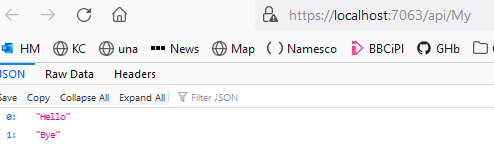 https://localhost:7063/api/My
HM KC una News Map Namesco BBCiPl GHb
JSON Raw Data Headers
Save Copy Collapse All Expand All Filter JSON
0: "Hello"
1: "Bye"